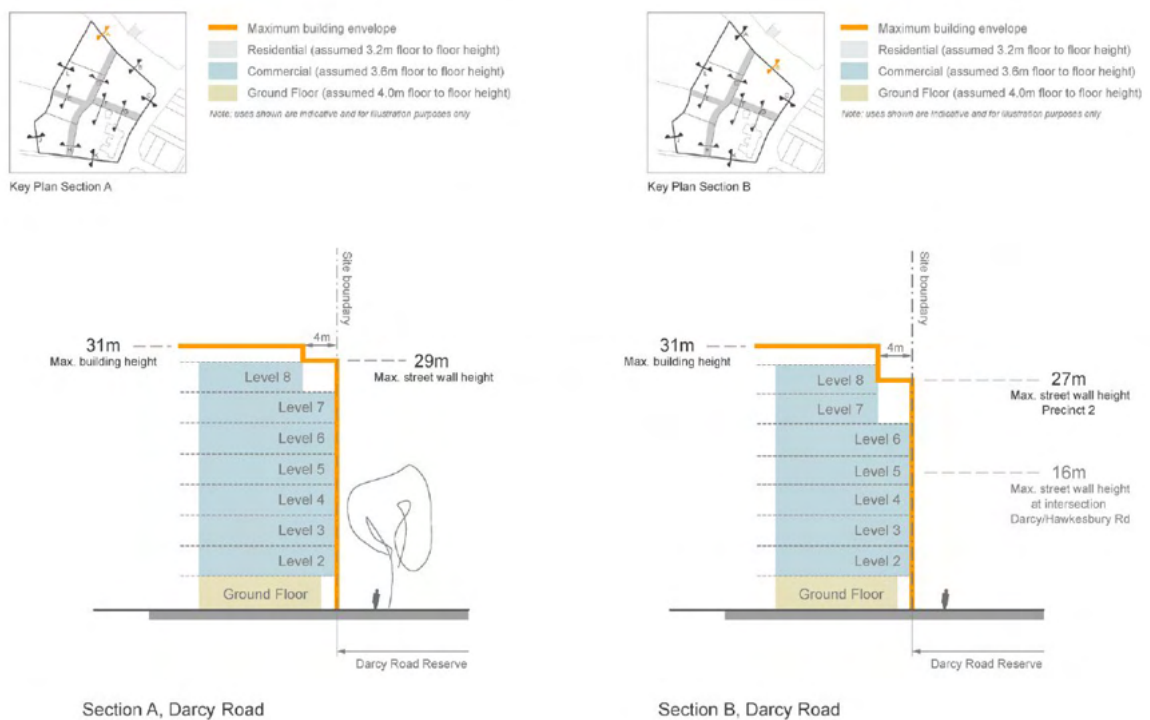 Maximum building envelope
Residential (assumed 3.2m floor to floor height)
Commercial (assumed 3.6m floor to floor height)
Ground Floor (assumed 4.0m floor to floor height)
Note: uses shown are indicative and for illustration purposes only
Key Plan Section A
Site boundary
4m
31m
Max. building height
29m
Max. street wall height
Level 8
Level 7
Level 6
Level 5
Level 4
Level 3
Level 2
Ground Floor
Darcy Road Reserve
Section A, Darcy Road
Maximum building envelope
Residential (assumed 3.2m floor to floor height)
Commercial (assumed 3.6m floor to floor height)
Ground Floor (assumed 4.0m floor to floor height)
Note: uses shown are indicative and for illustration purposes only
Key Plan Section B
Site boundary
4m
31m
Max. building height
27m
Max. street wall height
Precinct 2
16m
Max. street wall height
at intersection
Darcy/Hawkesbury Rd
Level 8
Level 7
Level 6
Level 5
Level 4
Level 3
Level 2
Ground Floor
Darcy Road Reserve
Section B, Darcy Road